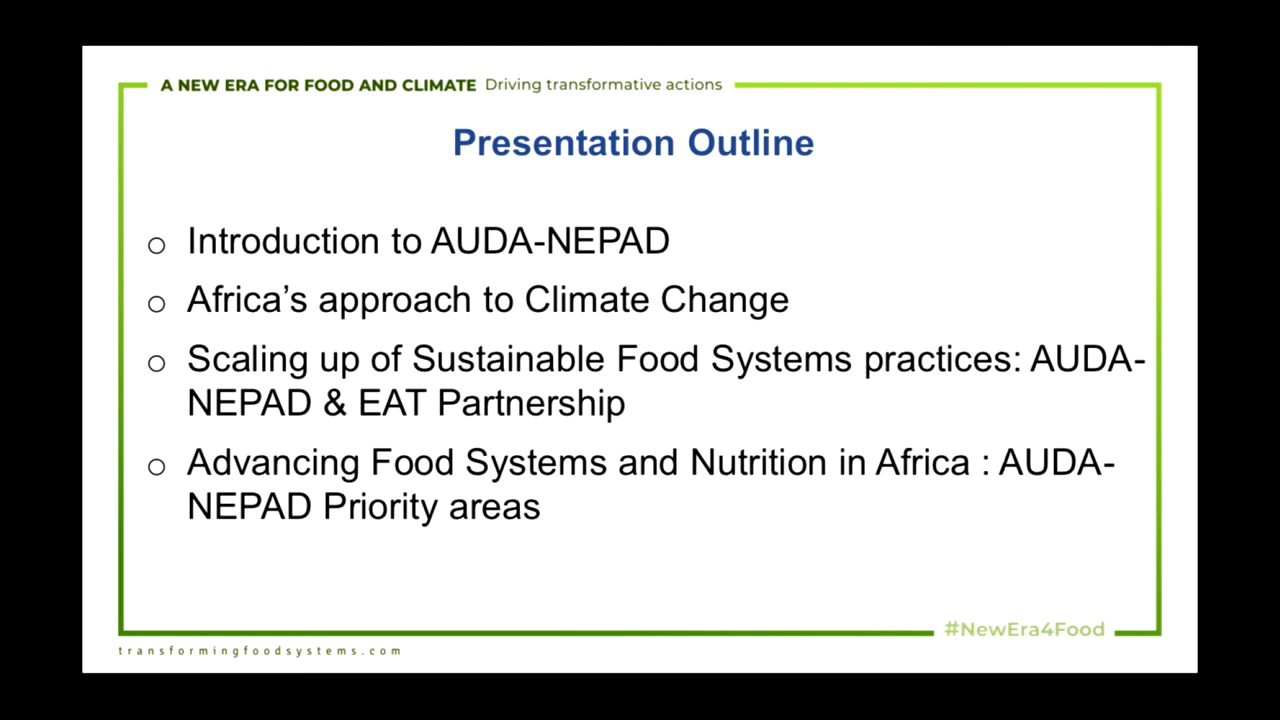 A NEW ERA FOR FOOD AND CLIMATE Driving transformative actions
Presentation Outline
○ Introduction to AUDA-NEPAD
○ Africa’s approach to Climate Change
○ Scaling up of Sustainable Food Systems practices: AUDA-
NEPAD & EAT Partnership
○ Advancing Food Systems and Nutrition in Africa : AUDA-
NEPAD Priority areas
#NewEra4Food
transformingfoodsystems.com